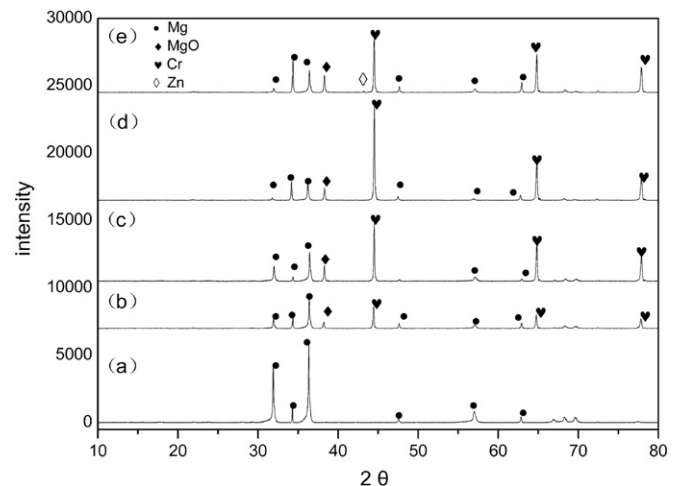 30000
(e)
● Mg
♦ MgO
♥ Cr
◊ Zn
25000
(d)
20000
(c)
15000
(b)
10000
(a)
5000
0
intensity
10 20 30 40 50 60 70 80
2 θ